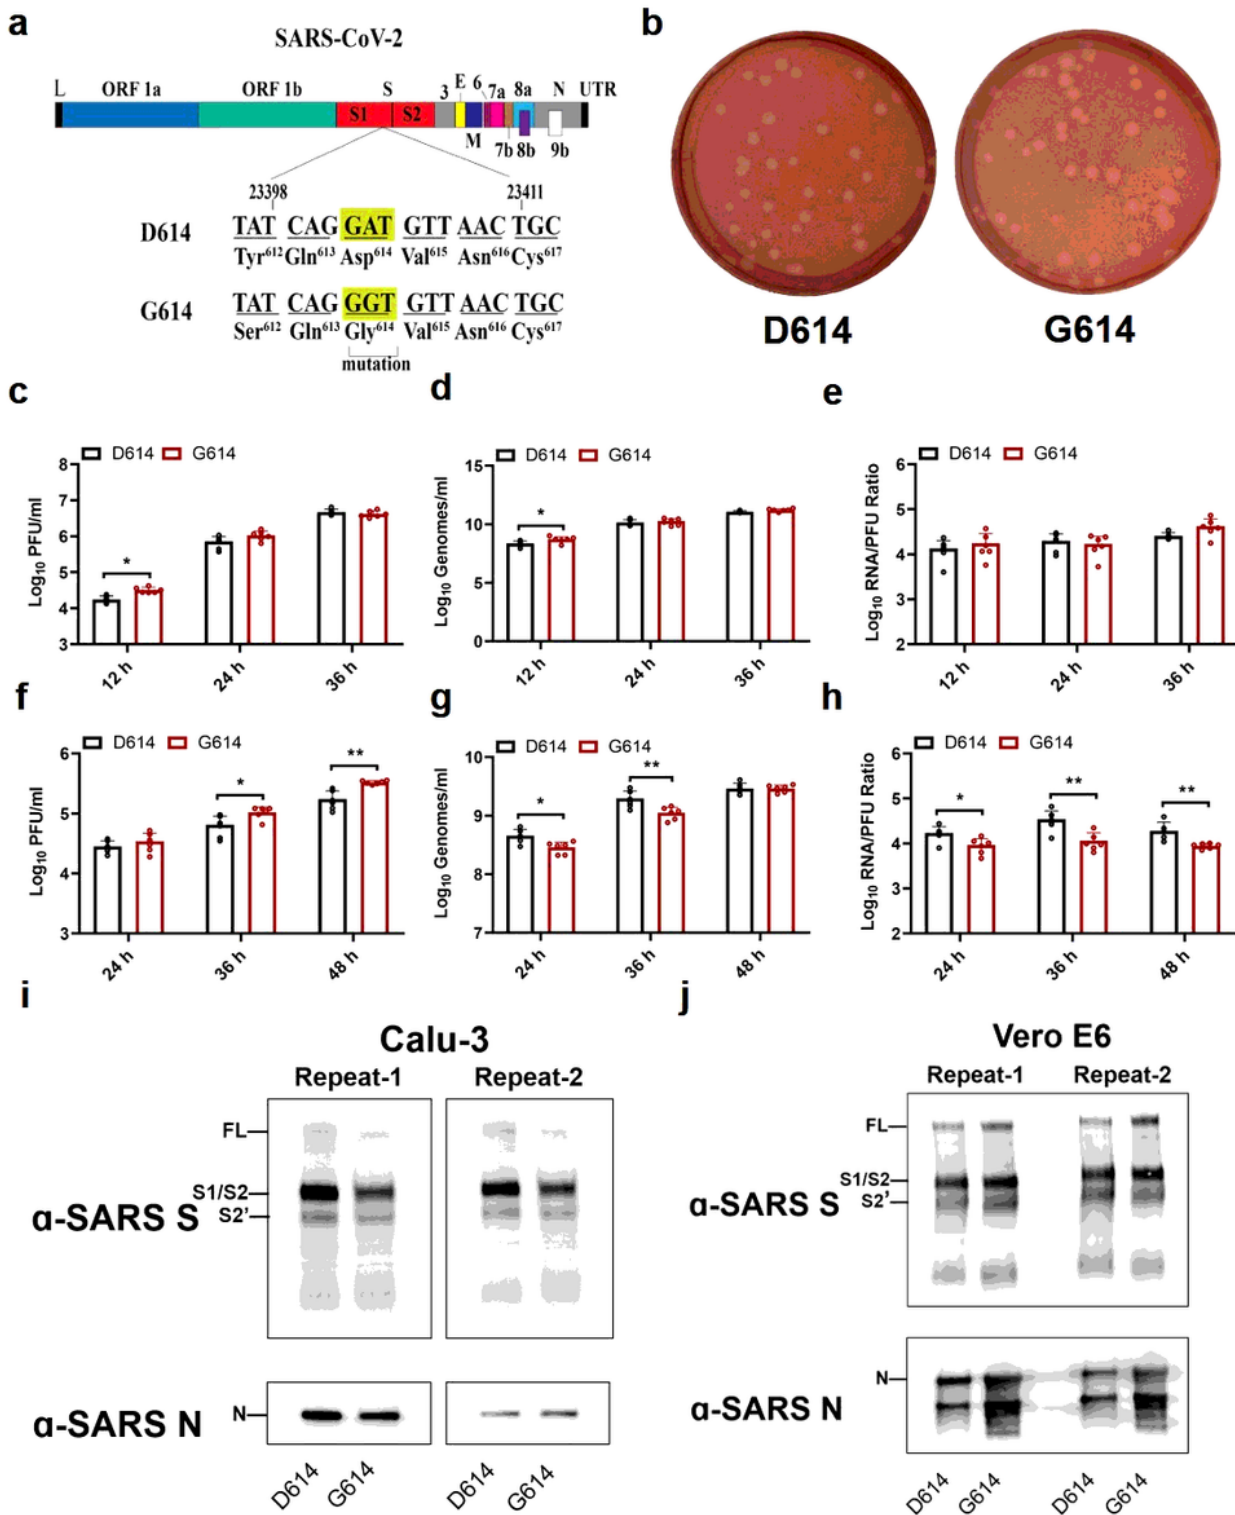 a
SARS-CoV-2
L ORF 1a ORF 1b S 3 E 6 7a 8a N UTR
S1 S2
M 7b 8b 9b
23398 23411
D614 TAT CAG GAT GTT AAC TGC
Tyr⁶¹² Gln⁶¹³ Asp⁶¹⁴ Val⁶¹⁵ Asn⁶¹⁶ Cys⁶¹⁷
G614 TAT CAG GGT GTT AAC TGC
Ser⁶¹² Gln⁶¹³ Gly⁶¹⁴ Val⁶¹⁵ Asn⁶¹⁶ Cys⁶¹⁷
mutation
b
D614 G614
c
D614 G614
Log₁₀ PFU/ml
8
7
6
5
4
3
*
12 h 24 h 36 h
d
D614 G614
Log₁₀ Genomes/ml
15
10
5
0
*
12 h 24 h 36 h
e
D614 G614
Log₁₀ RNA/PFU Ratio
6
5
4
3
2
12 h 24 h 36 h
f
D614 G614
Log₁₀ PFU/ml
6
5
4
3
* **
24 h 36 h 48 h
g
D614 G614
Log₁₀ Genomes/ml
10
9
8
7
* **
24 h 36 h 48 h
h
D614 G614
Log₁₀ RNA/PFU Ratio
6
5
4
3
2
* ** **
24 h 36 h 48 h
i
Calu-3
Repeat-1 Repeat-2
FL
S1/S2
S2'
α-SARS S
N
α-SARS N
D614 G614 D614 G614
j
Vero E6
Repeat-1 Repeat-2
FL
S1/S2
S2'
α-SARS S
N
α-SARS N
D614 G614 D614 G614